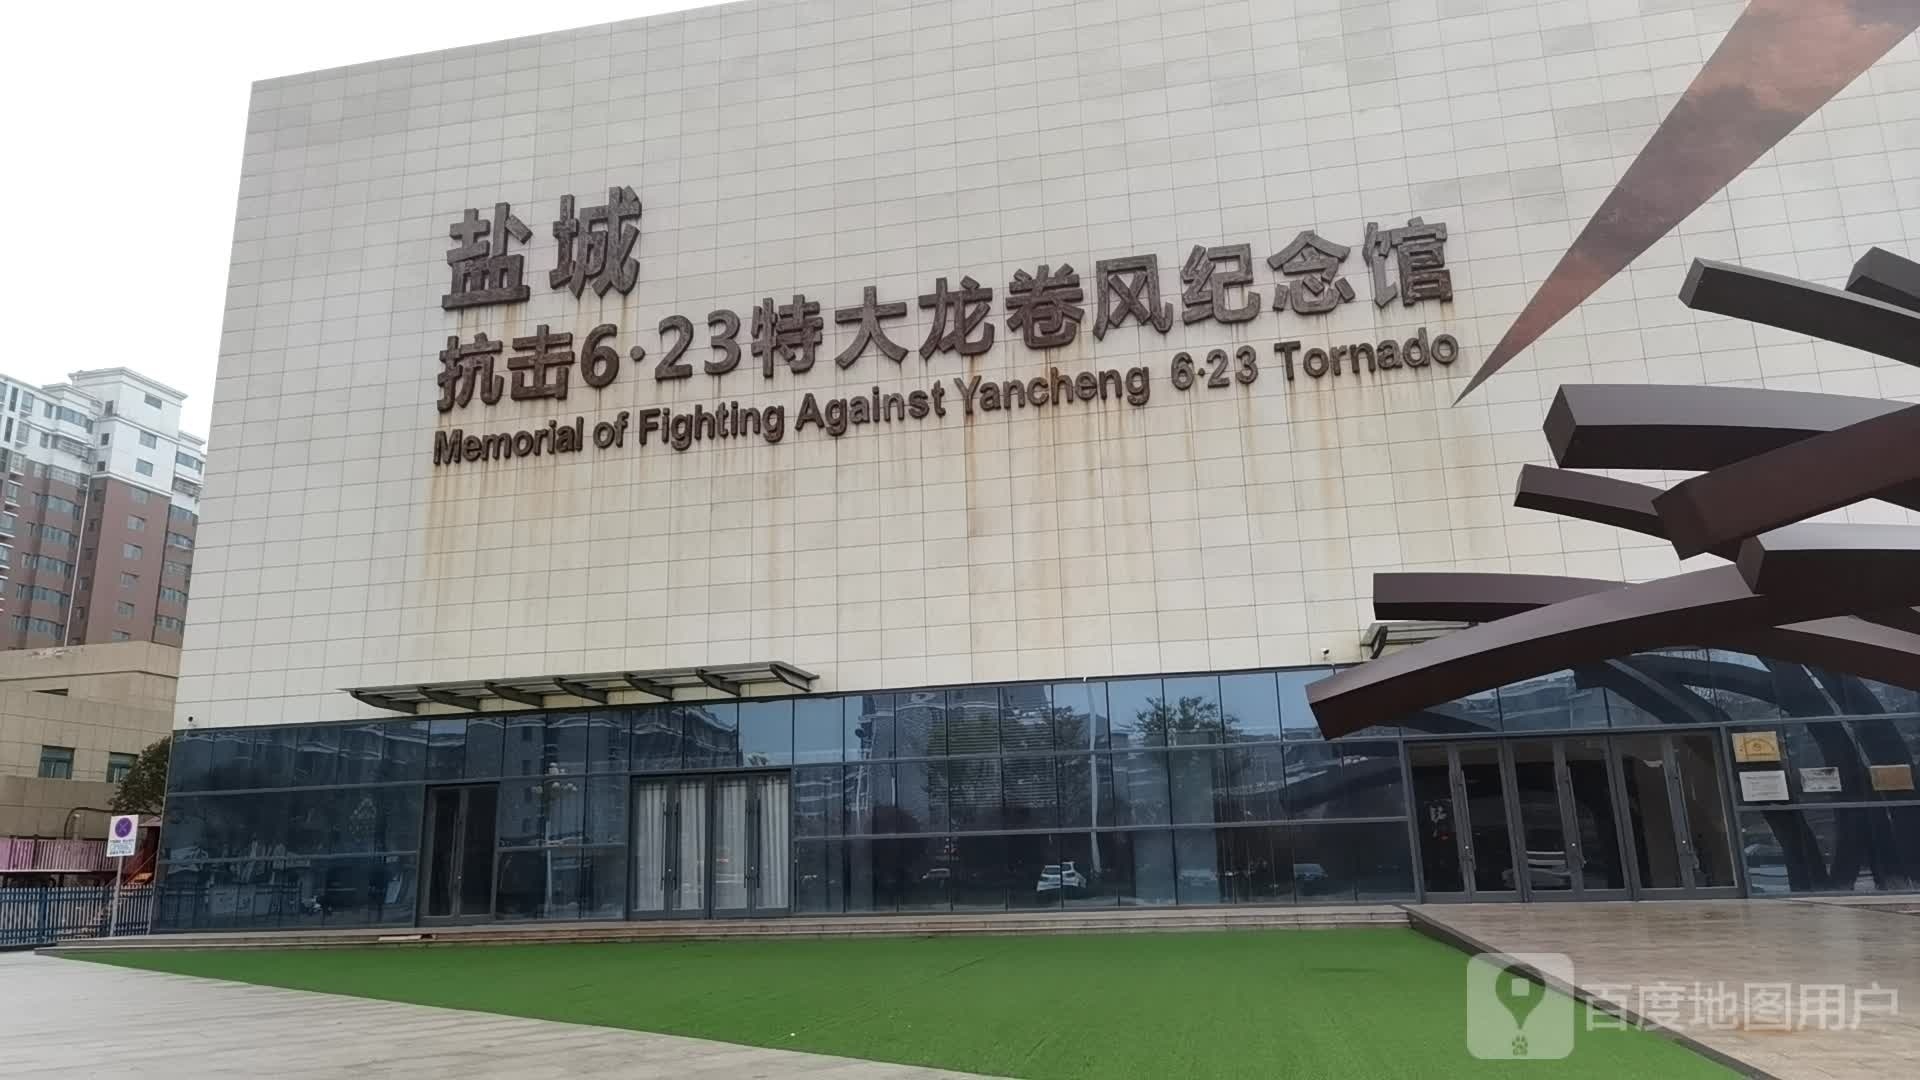 盐城
抗击6·23特大龙卷风纪念馆
Memorial of Fighting Against Yancheng 6·23 Tornado
百度地图用户